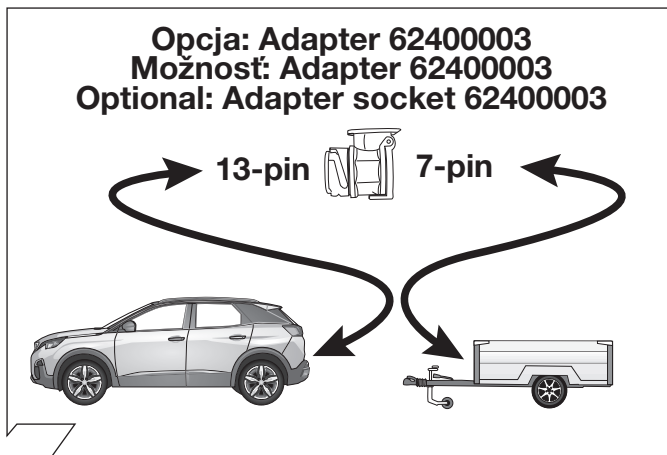 Opcja: Adapter 62400003
Možnosť: Adapter 62400003
Optional: Adapter socket 62400003
13-pin 7-pin